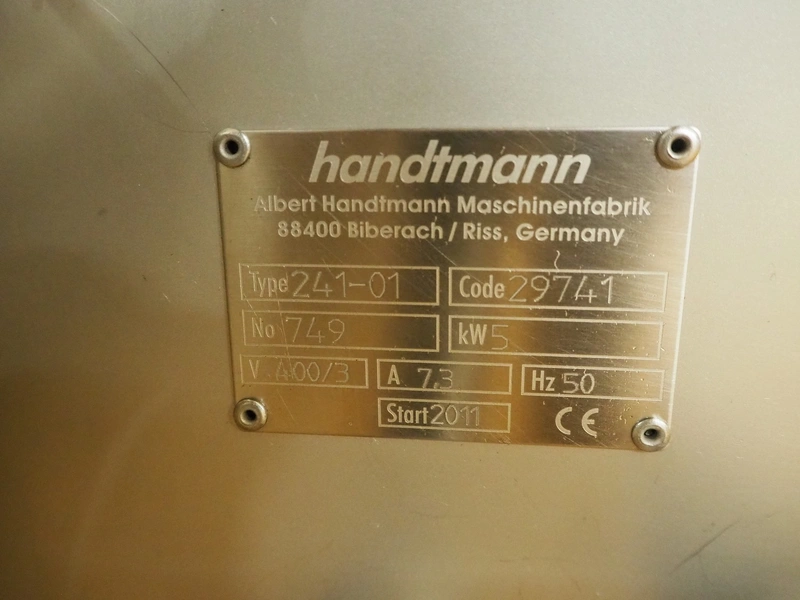 handtmann
Albert Handtmann Maschinenfabrik
88400 Biberach / Riss, Germany
Type 241-01 Code 29741
No 749 kW 5
V 400/3 A 7,3 Hz 50
Start 2011 CE